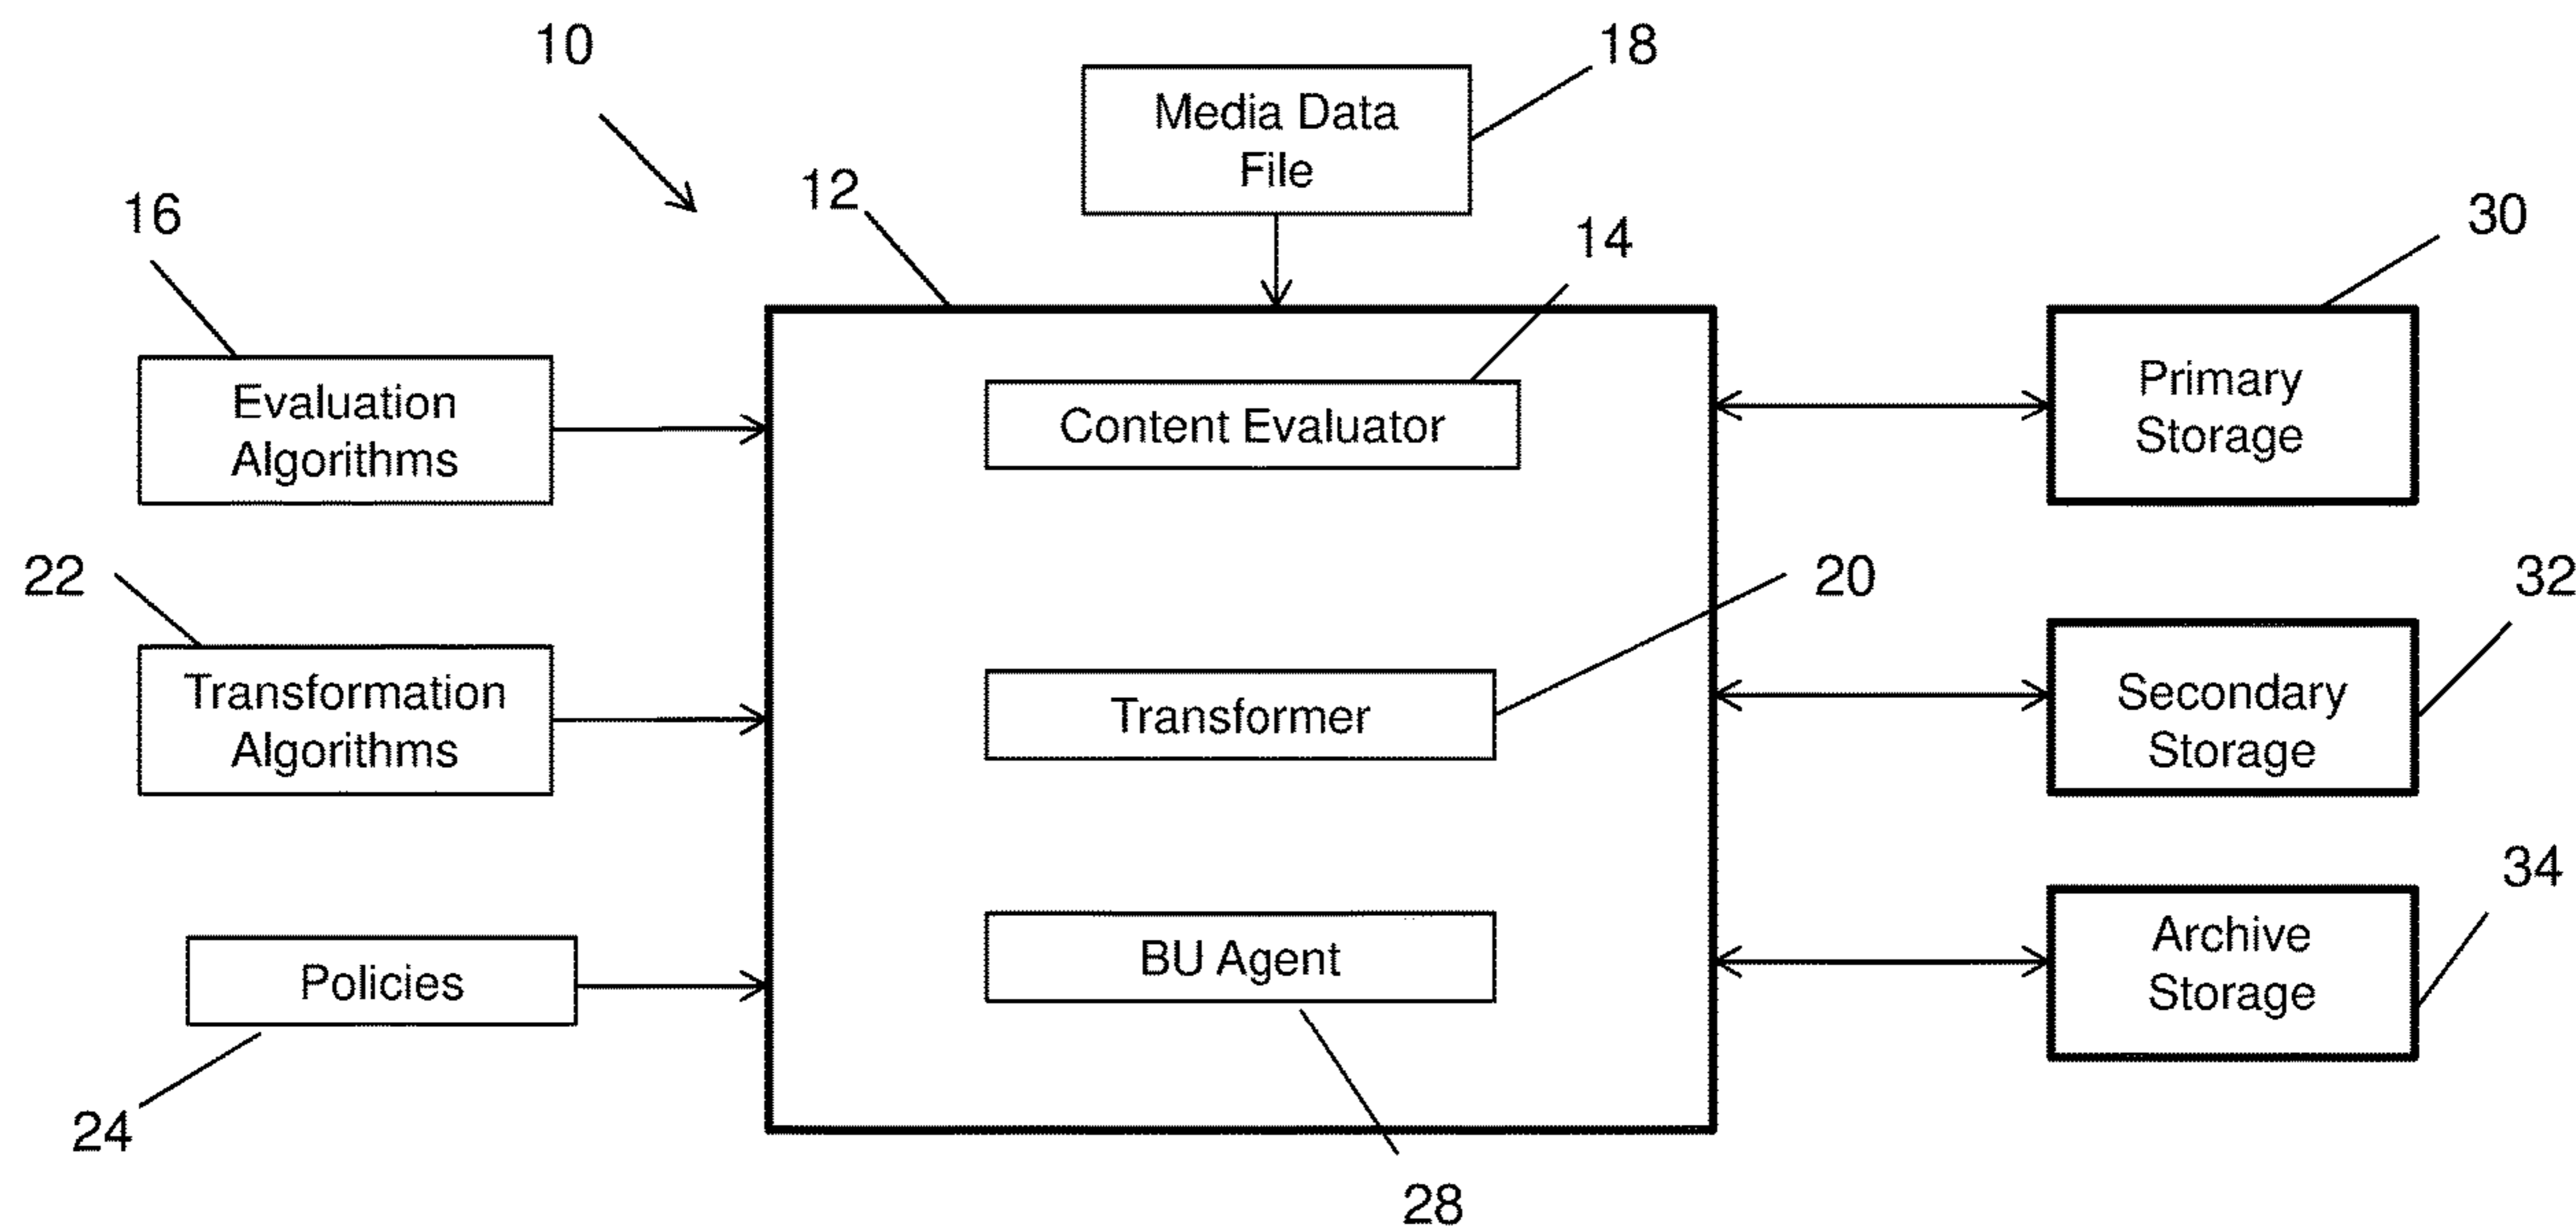 10
18
Media Data
File
12
16
14
30
Evaluation
Algorithms
Content Evaluator
Primary
Storage
22
20
32
Transformation
Algorithms
Transformer
Secondary
Storage
34
Policies
BU Agent
Archive
Storage
24
28